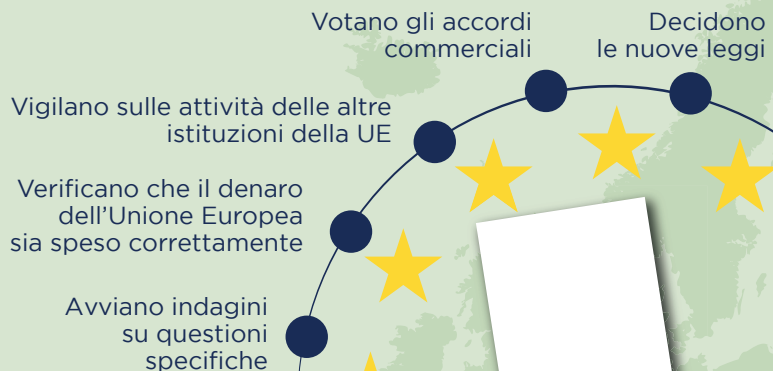 Votano gli accordi
commerciali
Decidono
le nuove leggi
Vigilano sulle attività delle altre
istituzioni della UE
Verificano che il denaro
dell’Unione Europea
sia speso correttamente
Avviano indagini
su questioni
specifiche